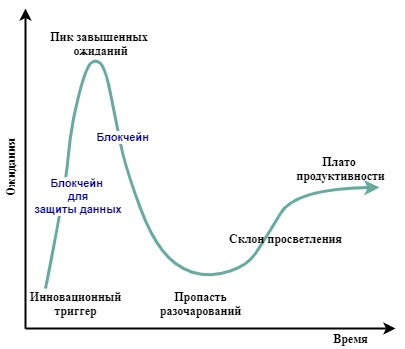 Пик завышенных
ожиданий
Блокчейн
Плато
продуктивности
Блокчейн
для
защиты данных
Ожидания
Склон просветления
Инновационный
триггер
Пропасть
разочарований
Время